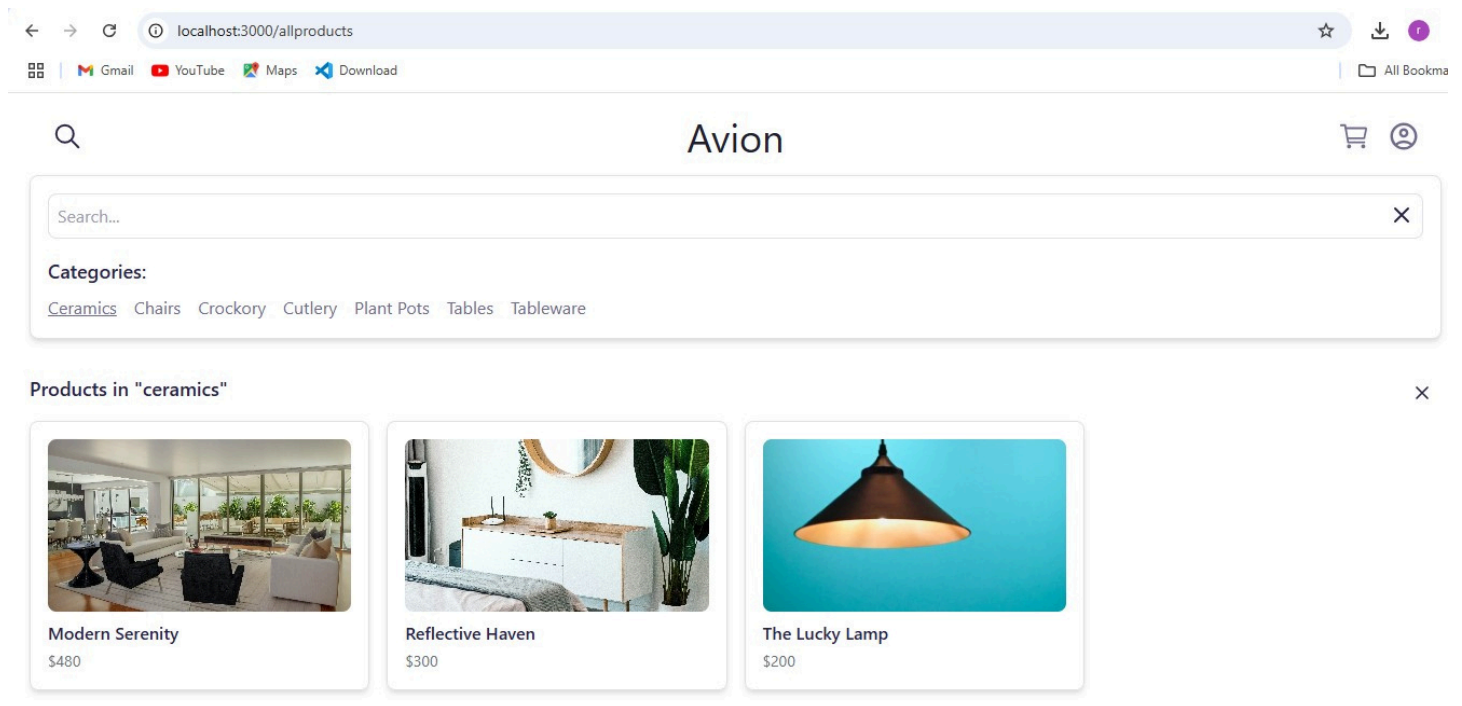 localhost:3000/allproducts
r
Gmail YouTube Maps Download All Bookma
Avion
Search...
Categories:
Ceramics Chairs Crockory Cutlery Plant Pots Tables Tableware
Products in "ceramics"
Modern Serenity Reflective Haven The Lucky Lamp
$480 $300 $200